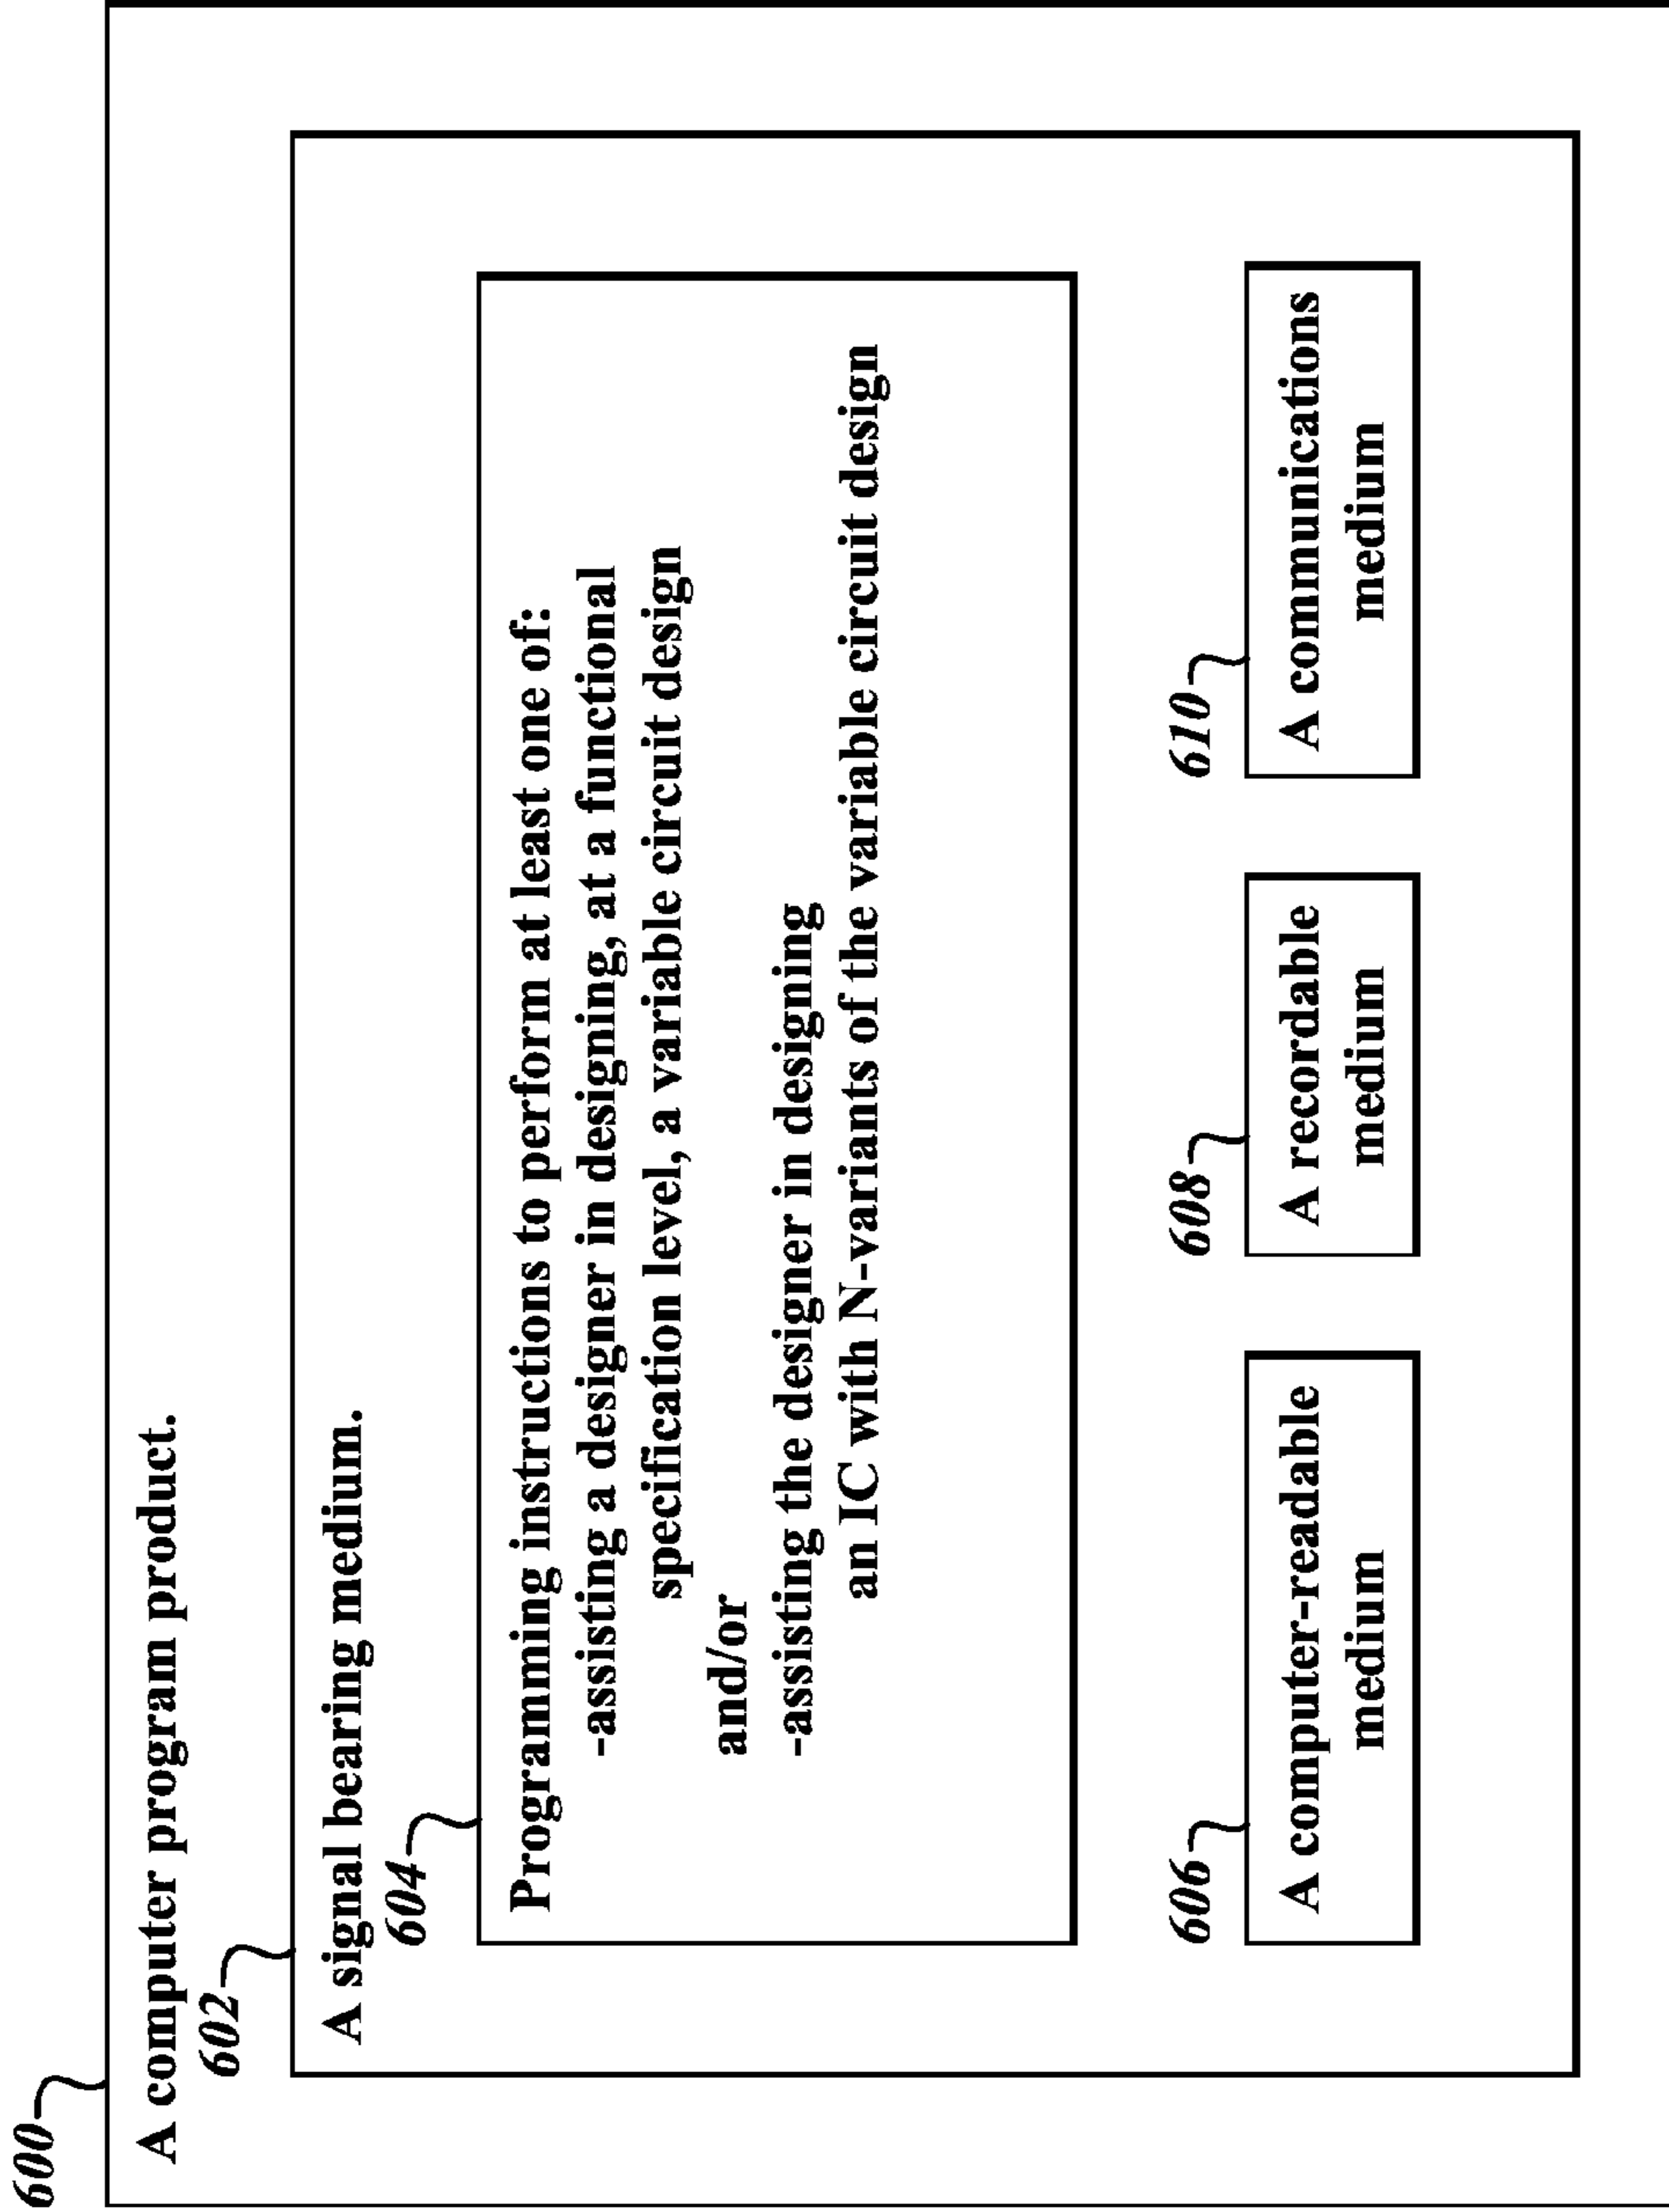 600
A computer program product.
602
A signal bearing medium.
604
Programming instructions to perform at least one of:
-assisting a designer in designing, at a functional
specification level, a variable circuit design
and/or
-assisting the designer in designing
an IC with N-variants of the variable circuit design
606
A computer-readable
medium
608
A recordable
medium
610
A communications
medium